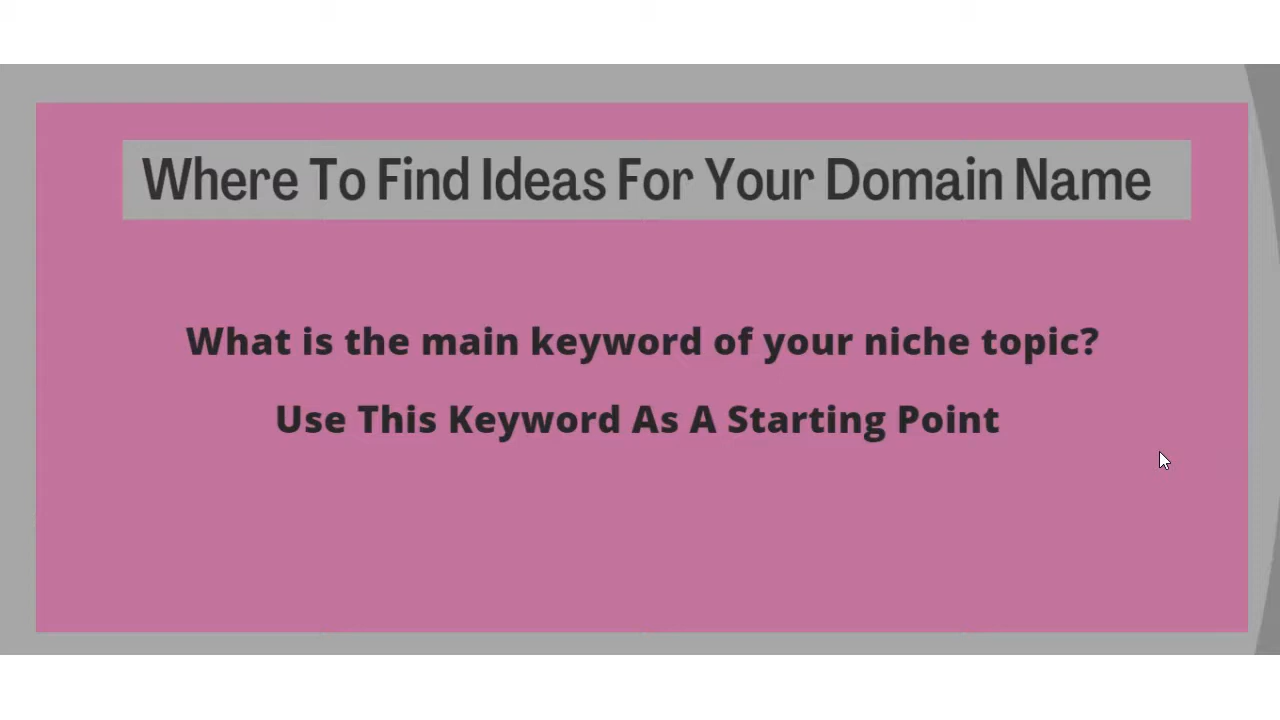 Where To Find Ideas For Your Domain Name
What is the main keyword of your niche topic?
Use This Keyword As A Starting Point